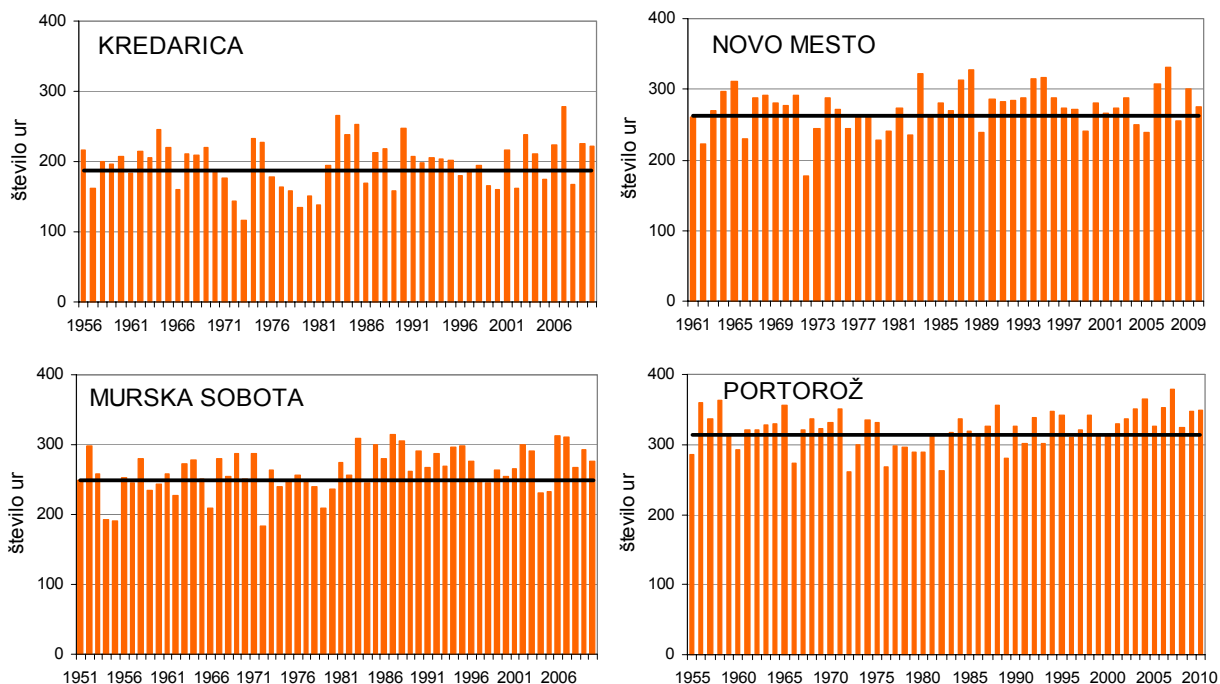 KREDARICA
število ur
400
300
200
100
0
1956 1961 1966 1971 1976 1981 1986 1991 1996 2001 2006
NOVO MESTO
število ur
400
300
200
100
0
1961 1965 1969 1973 1977 1981 1985 1989 1993 1997 2001 2005 2009
MURSKA SOBOTA
število ur
400
300
200
100
0
1951 1956 1961 1966 1971 1976 1981 1986 1991 1996 2001 2006
PORTOROŽ
število ur
400
300
200
100
0
1955 1960 1965 1970 1975 1980 1985 1990 1995 2000 2005 2010